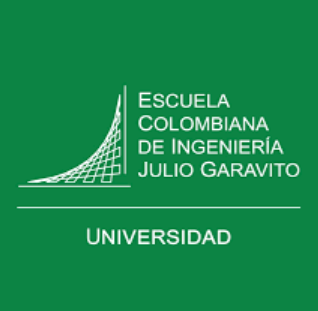 ESCUELA
COLOMBIANA
DE INGENIERÍA
JULIO GARAVITO
UNIVERSIDAD